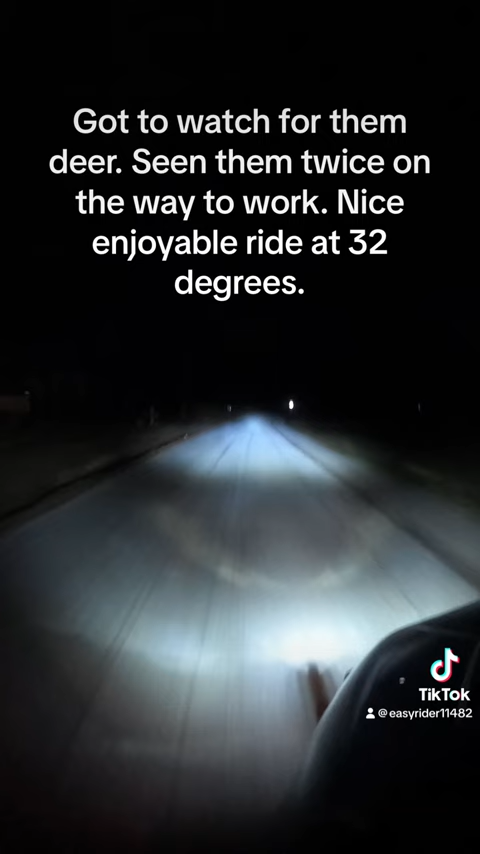 Got to watch for them
deer. Seen them twice on
the way to work. Nice
enjoyable ride at 32
degrees.
TikTok
@easyrider11482